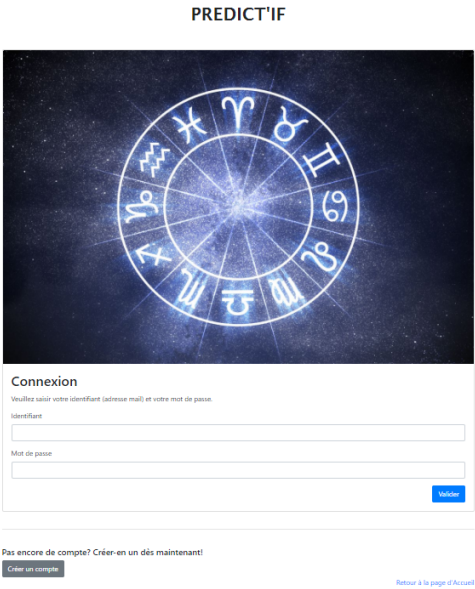 PREDICT'IF
Connexion
Veuillez saisir votre identifiant (adresse mail) et votre mot de passe.
Identifiant
Mot de passe
Valider
Pas encore de compte? Créer-en un dès maintenant!
Créer un compte
Retour à la page d'Accueil